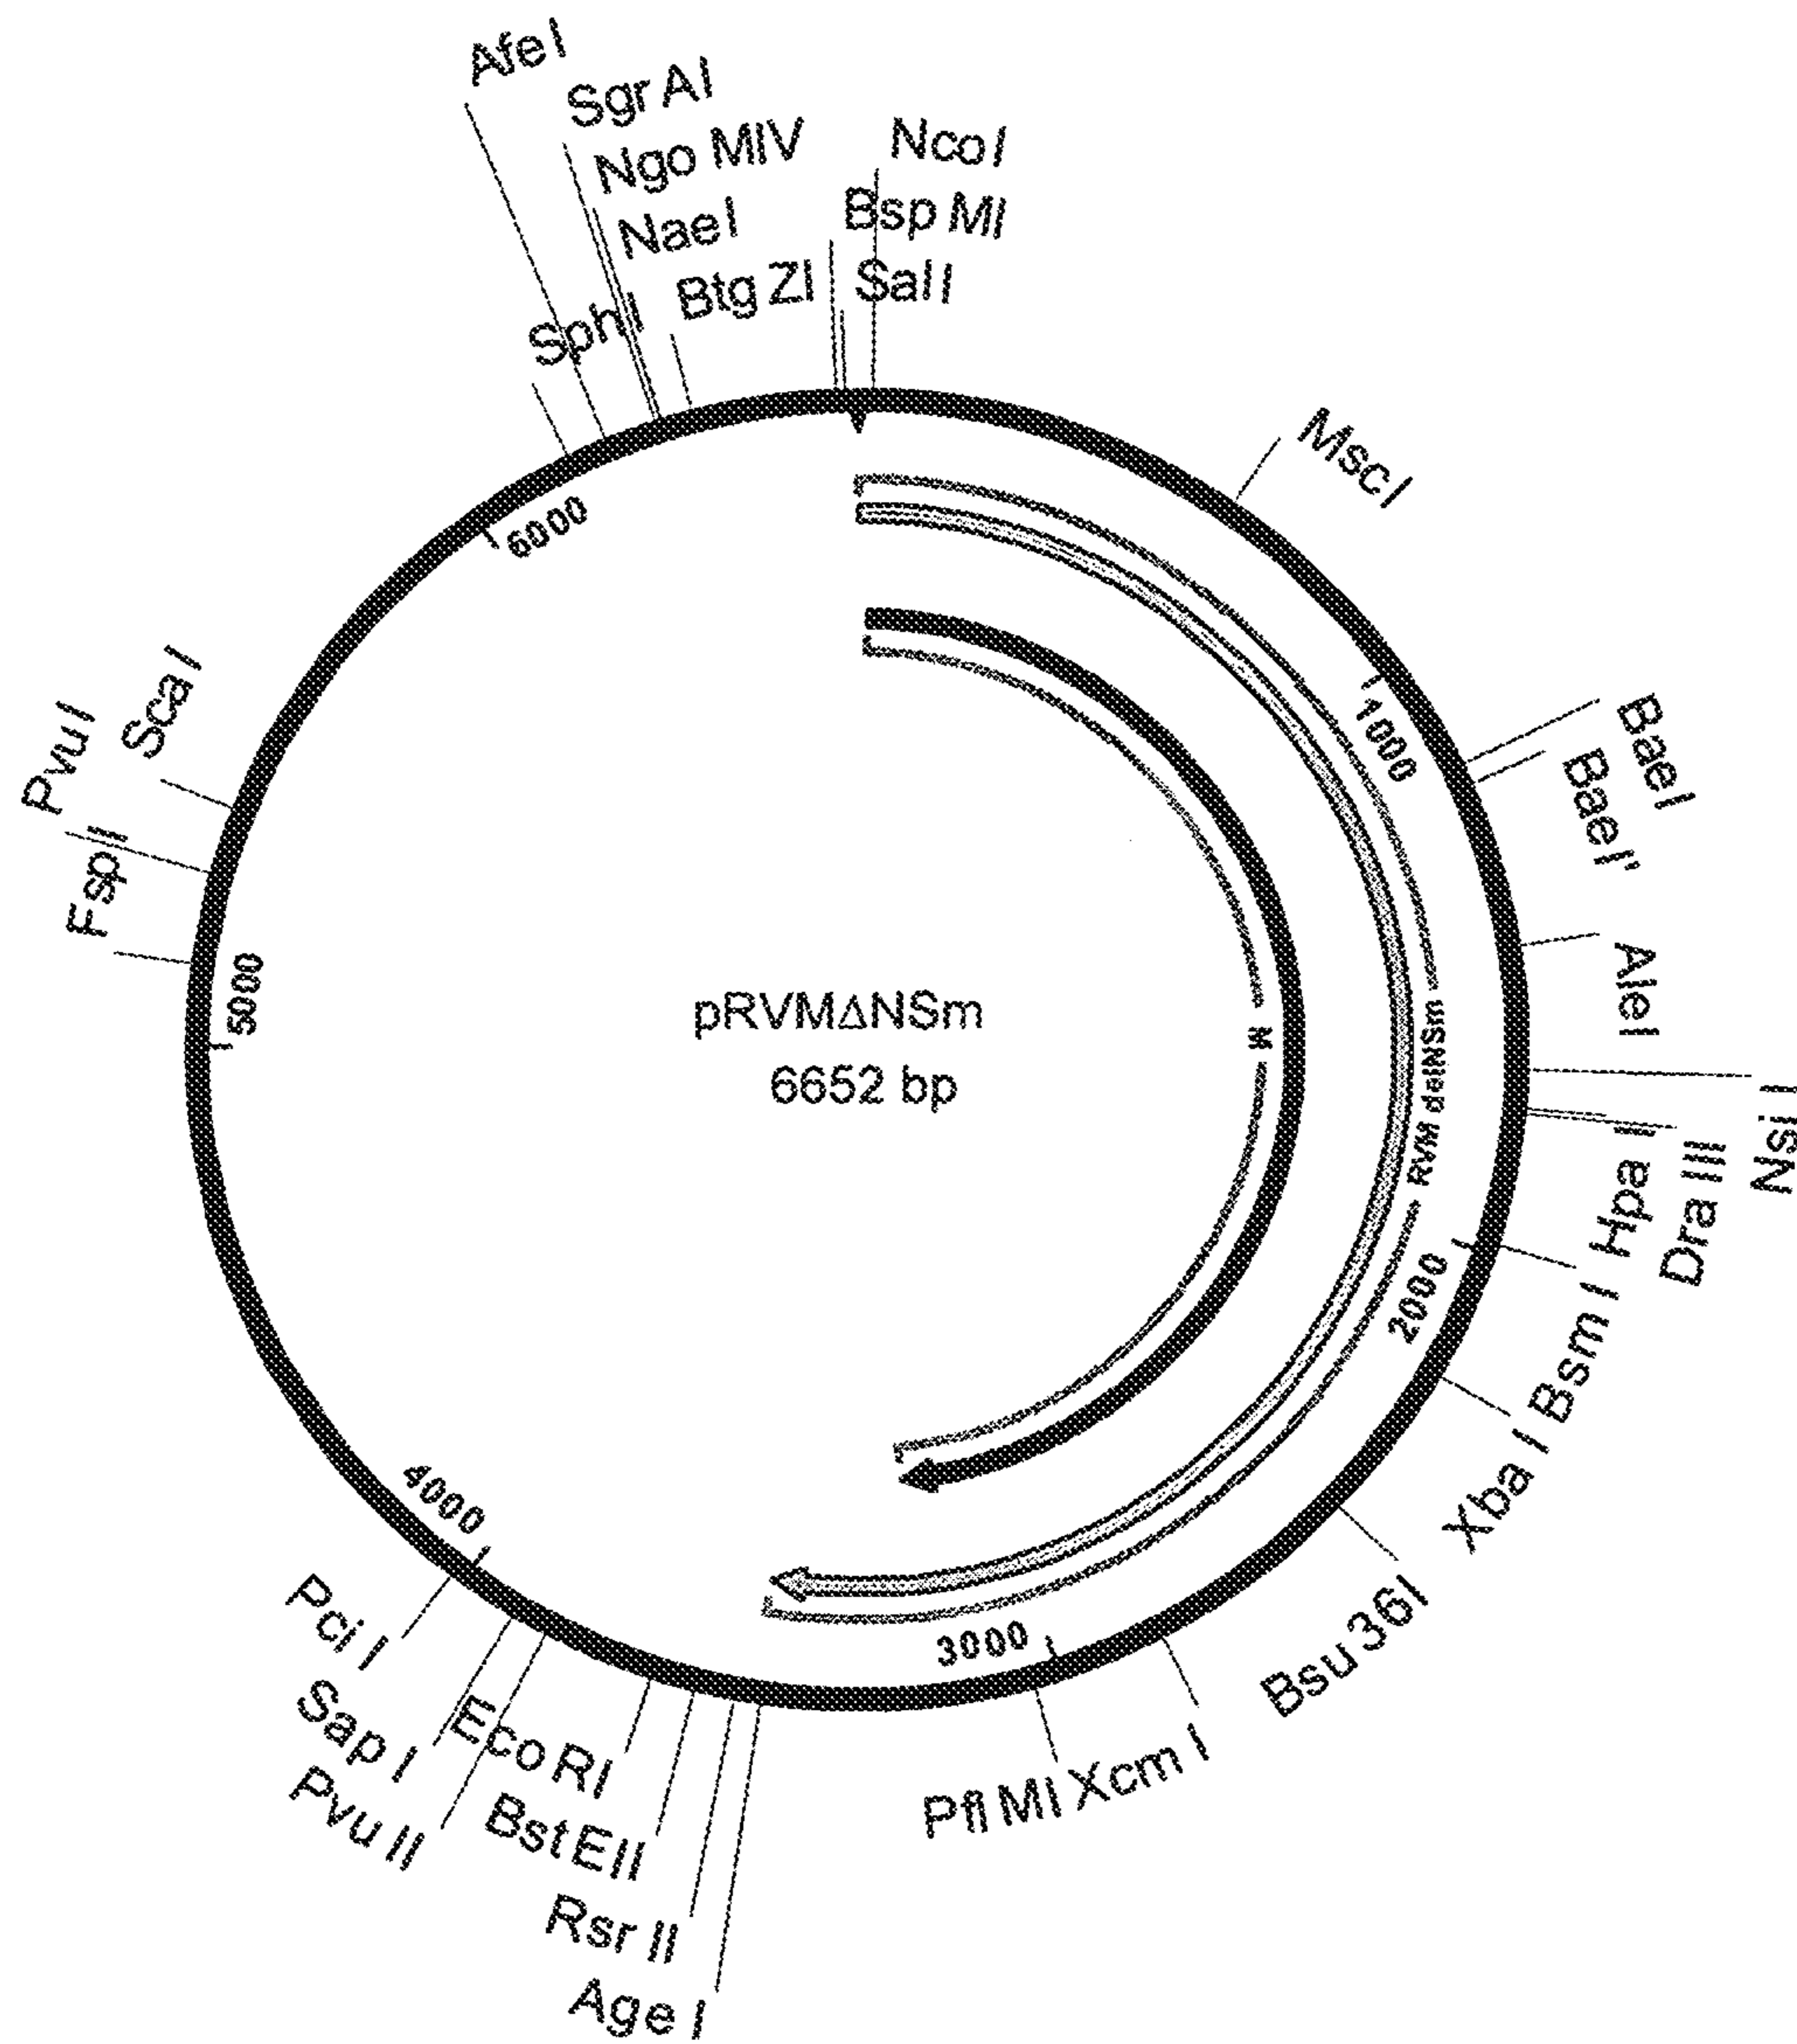 Afe I
Sgr AI
Ngo MIV
Nae I
Btg ZI
Sph I
Nco I
Bsp MI
Sal I
Msc I
Bae I
Bae I'
Ale I
Nsi I
Dra III
Hpa I
Bsm I
Xba I
Bsu 36I
Xcm I
Pfl MI
Age I
Rsr II
Bst EII
Eco RI
Pvu II
Sap I
Pci I
Fsp I
Pvu I
Sca I
1000
2000
3000
4000
5000
6000
RVM delNSm
M
pRVMΔNSm
6652 bp